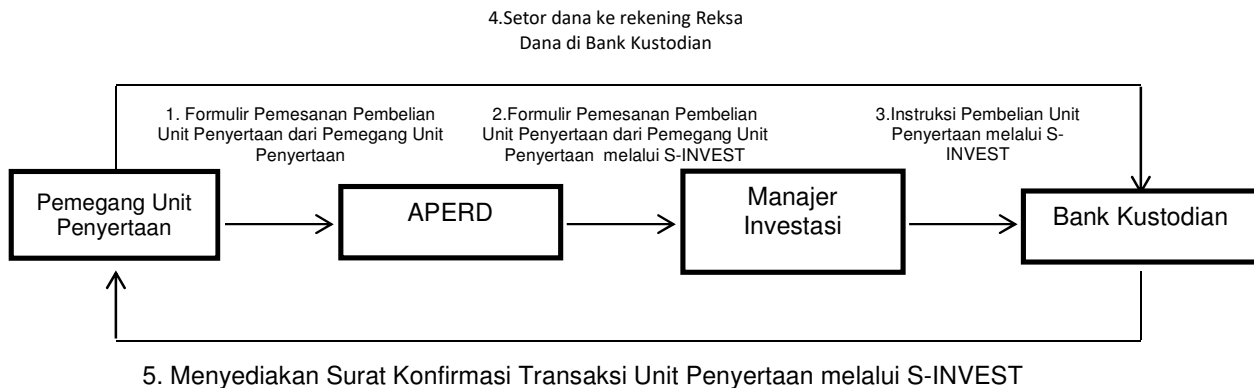 4.Setor dana ke rekening Reksa
Dana di Bank Kustodian
1. Formulir Pemesanan Pembelian
Unit Penyertaan dari Pemegang Unit
Penyertaan
2.Formulir Pemesanan Pembelian
Unit Penyertaan dari Pemegang Unit
Penyertaan melalui S-INVEST
3.Instruksi Pembelian Unit
Penyertaan melalui S-
INVEST
Pemegang Unit
Penyertaan
APERD
Manajer
Investasi
Bank Kustodian
5. Menyediakan Surat Konfirmasi Transaksi Unit Penyertaan melalui S-INVEST